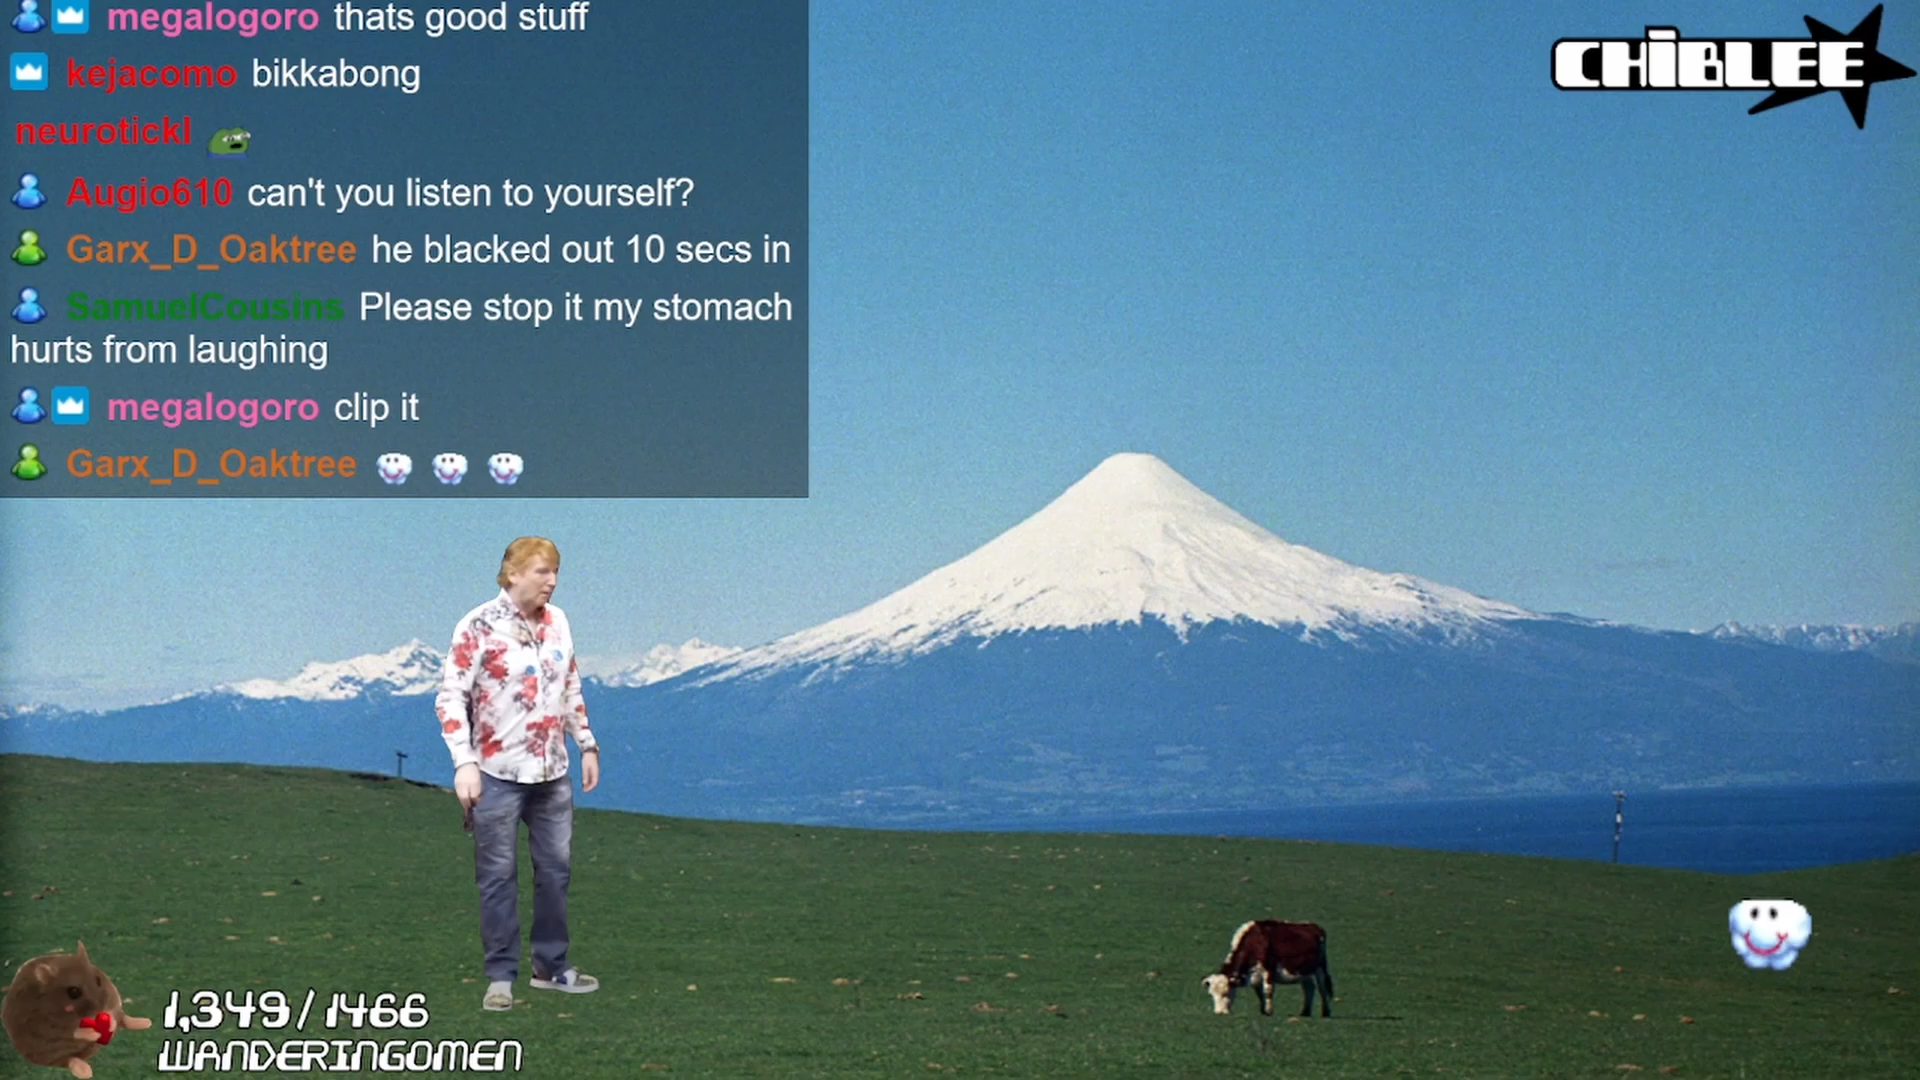 megalogoro thats good stuff
kejacomo bikkabong
neurotickl
Augio610 can't you listen to yourself?
Garx_D_Oaktree he blacked out 10 secs in
SamuelCousins Please stop it my stomach
hurts from laughing
megalogoro clip it
Garx_D_Oaktree
CHIBLEE
1,349/1466
WANDERINGOMEN